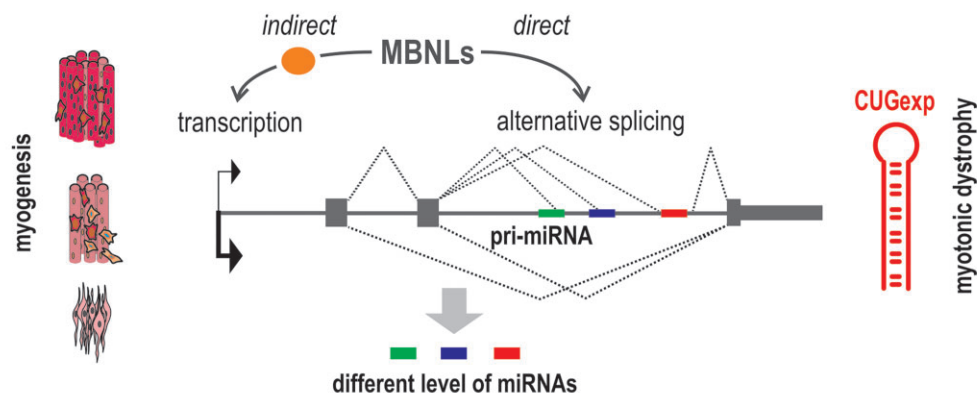 indirect
direct
MBNLs
transcription
alternative splicing
CUGexp
myogenesis
myotonic dystrophy
pri-miRNA
different level of miRNAs